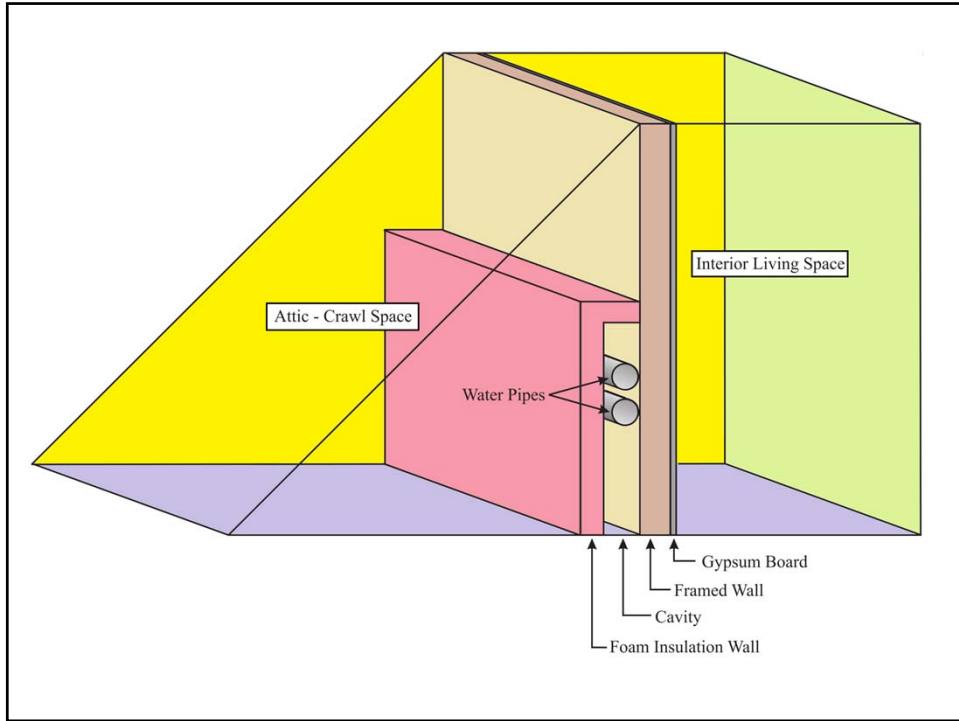 Interior Living Space
Attic - Crawl Space
Water Pipes
Gypsum Board
Framed Wall
Cavity
Foam Insulation Wall